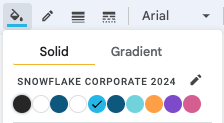 Arial
Solid Gradient
SNOWFLAKE CORPORATE 2024